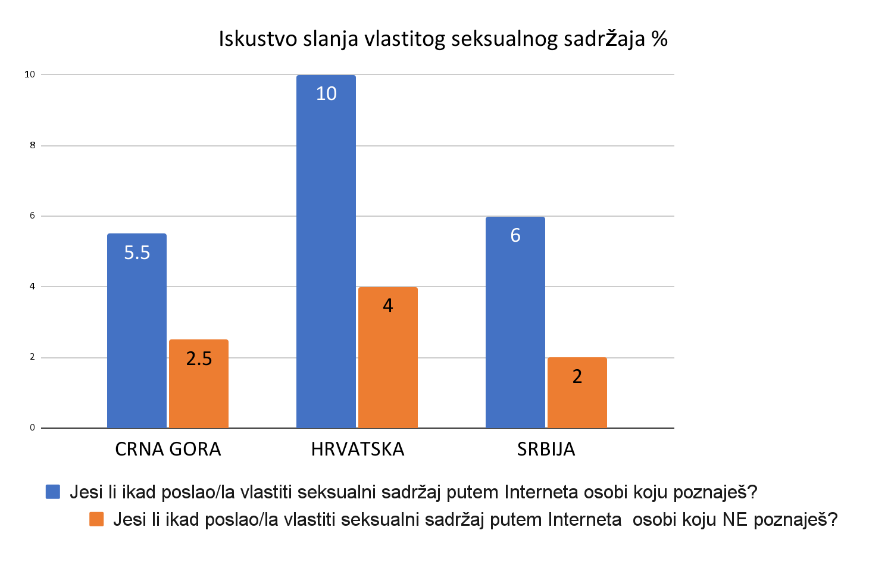 Iskustvo slanja vlastitog seksualnog sadržaja %
10
8
6
4
2
0
5.5
2.5
10
4
6
2
CRNA GORA
HRVATSKA
SRBIJA
Jesi li ikad poslao/la vlastiti seksualni sadržaj putem Interneta osobi koju poznaješ?
Jesi li ikad poslao/la vlastiti seksualni sadržaj putem Interneta osobi koju NE poznaješ?